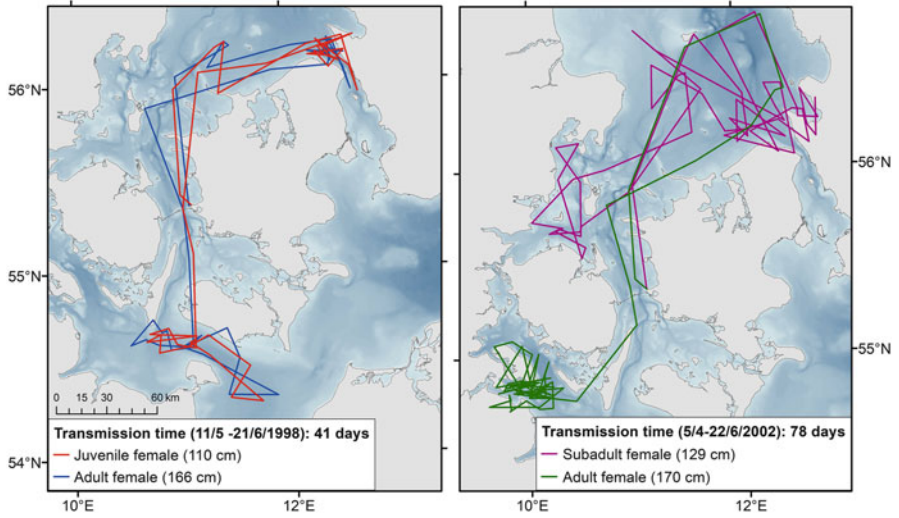 56°N
55°N
54°N
0 15 30 60 km
Transmission time (11/5 -21/6/1998): 41 days
Juvenile female (110 cm)
Adult female (166 cm)
10°E
12°E
56°N
55°N
Transmission time (5/4-22/6/2002): 78 days
Subadult female (129 cm)
Adult female (170 cm)
10°E
12°E